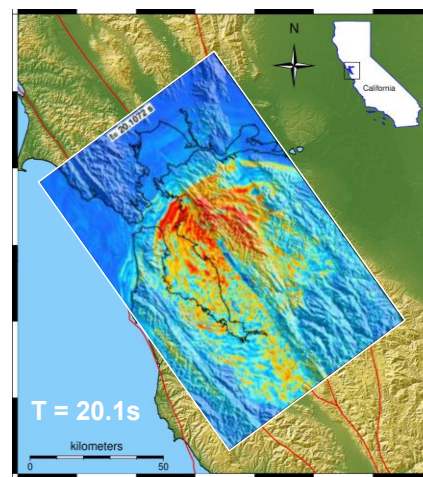 N
t= 20.1072 s
California
T = 20.1s
kilometers
0 50